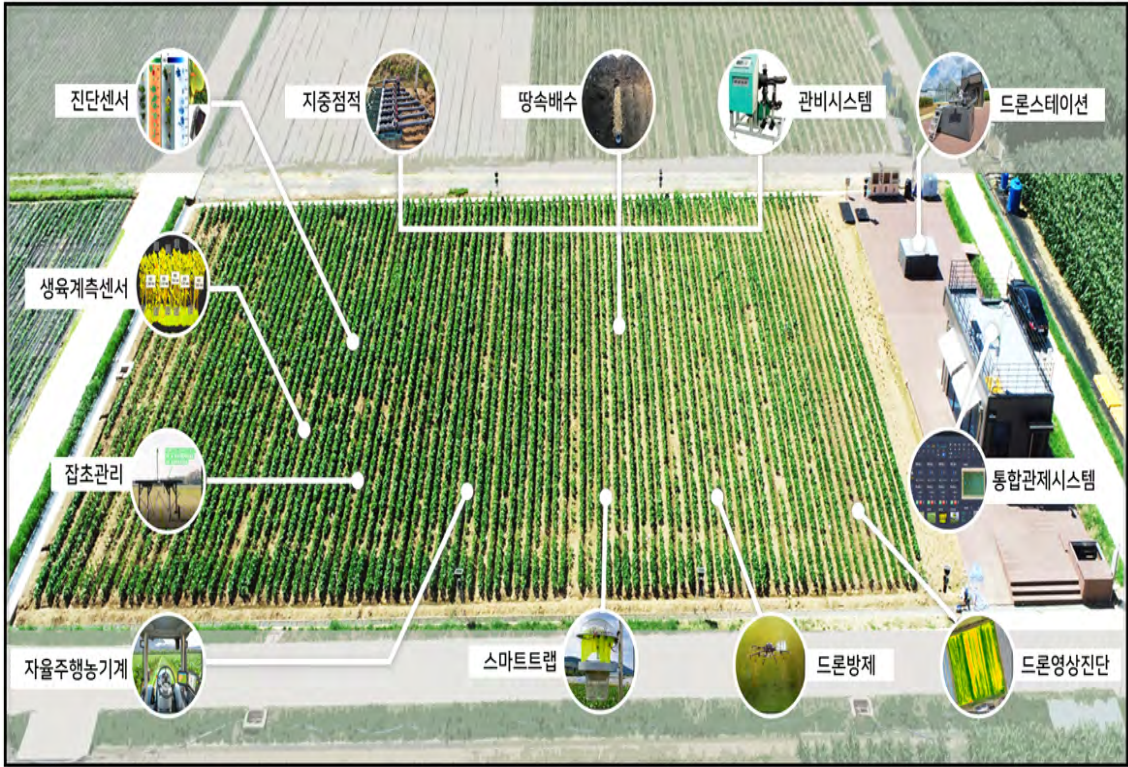 진단센서
지중점적
땅속배수
관비시스템
드론스테이션
생육계측센서
잡초관리
통합관제시스템
자율주행농기계
스마트트랩
드론방제
드론영상진단